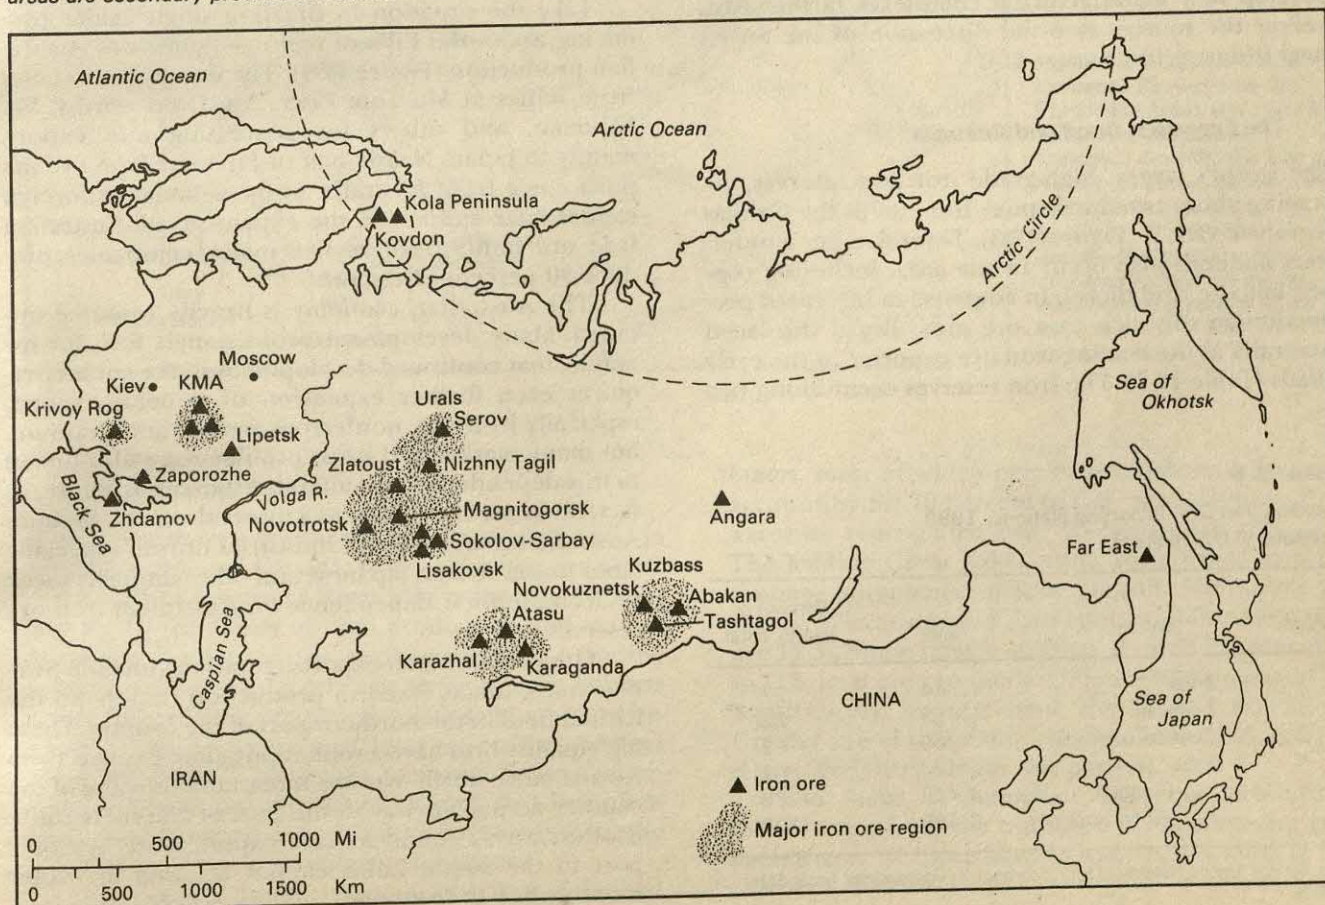 areas are secondary
Atlantic Ocean
Arctic Ocean
Kola Peninsula
Kovdon
Arctic Circle
Moscow
Kiev
KMA
Krivoy Rog
Lipetsk
Zaporozhe
Zhdamov
Black Sea
Volga R.
Urals
Serov
Zlatoust
Nizhny Tagil
Magnitogorsk
Novotrotsk
Sokolov-Sarbay
Lisakovsk
Sea of
Okhotsk
Angara
Far East
Kuzbass
Novokuznetsk
Abakan
Tashtagol
Atasu
Karazhal
Karaganda
Caspian Sea
CHINA
Sea of
Japan
IRAN
Iron ore
Major iron ore region
0 500 1000 Mi
0 500 1000 1500 Km